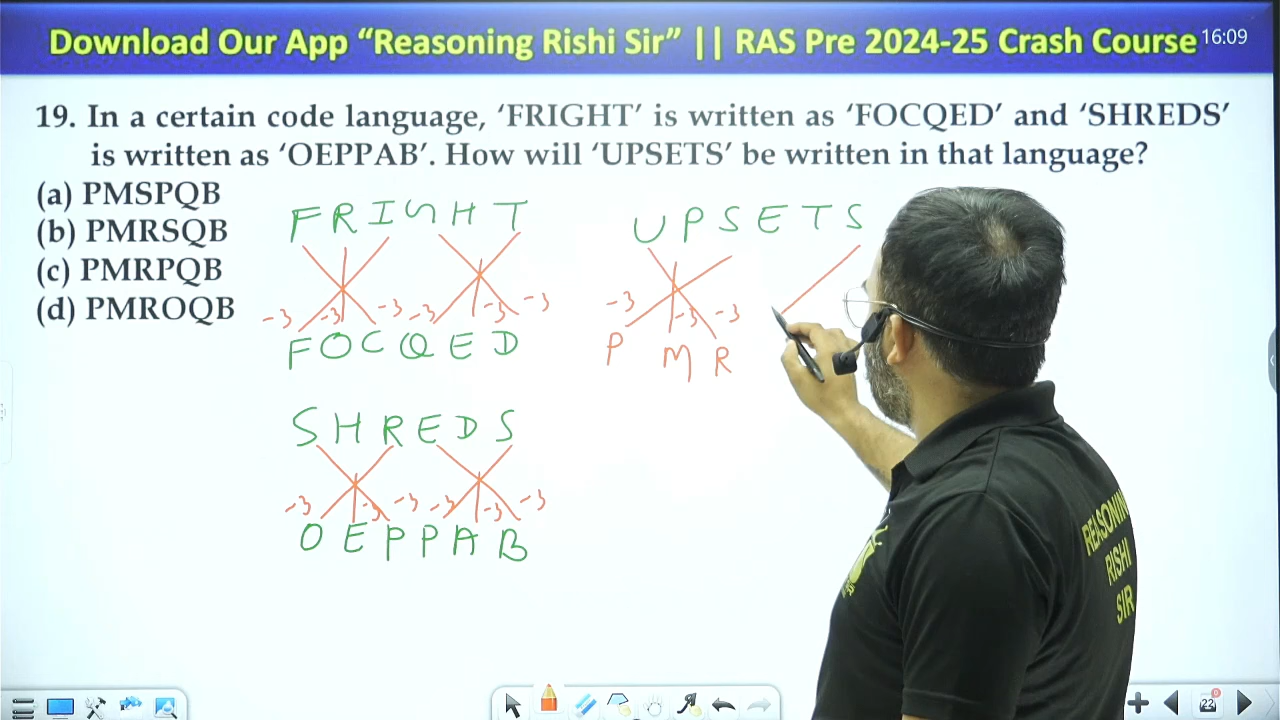 Download Our App “Reasoning Rishi Sir” || RAS Pre 2024-25 Crash Course 16:09
19. In a certain code language, ‘FRIGHT’ is written as ‘FOCQED’ and ‘SHREDS’
is written as ‘OEPPAB’. How will ‘UPSETS’ be written in that language?
(a) PMSPQB
(b) PMRSQB
(c) PMRPQB
(d) PMROQB
FRIGHT
-3 -3 -3 -3 -3 -3
FOCQED
UPSETS
-3 -3 -3
P M R
SHREDS
-3 -3 -3 -3 -3 -3
OEPPAB
REASONING
RISHI
SIR
22